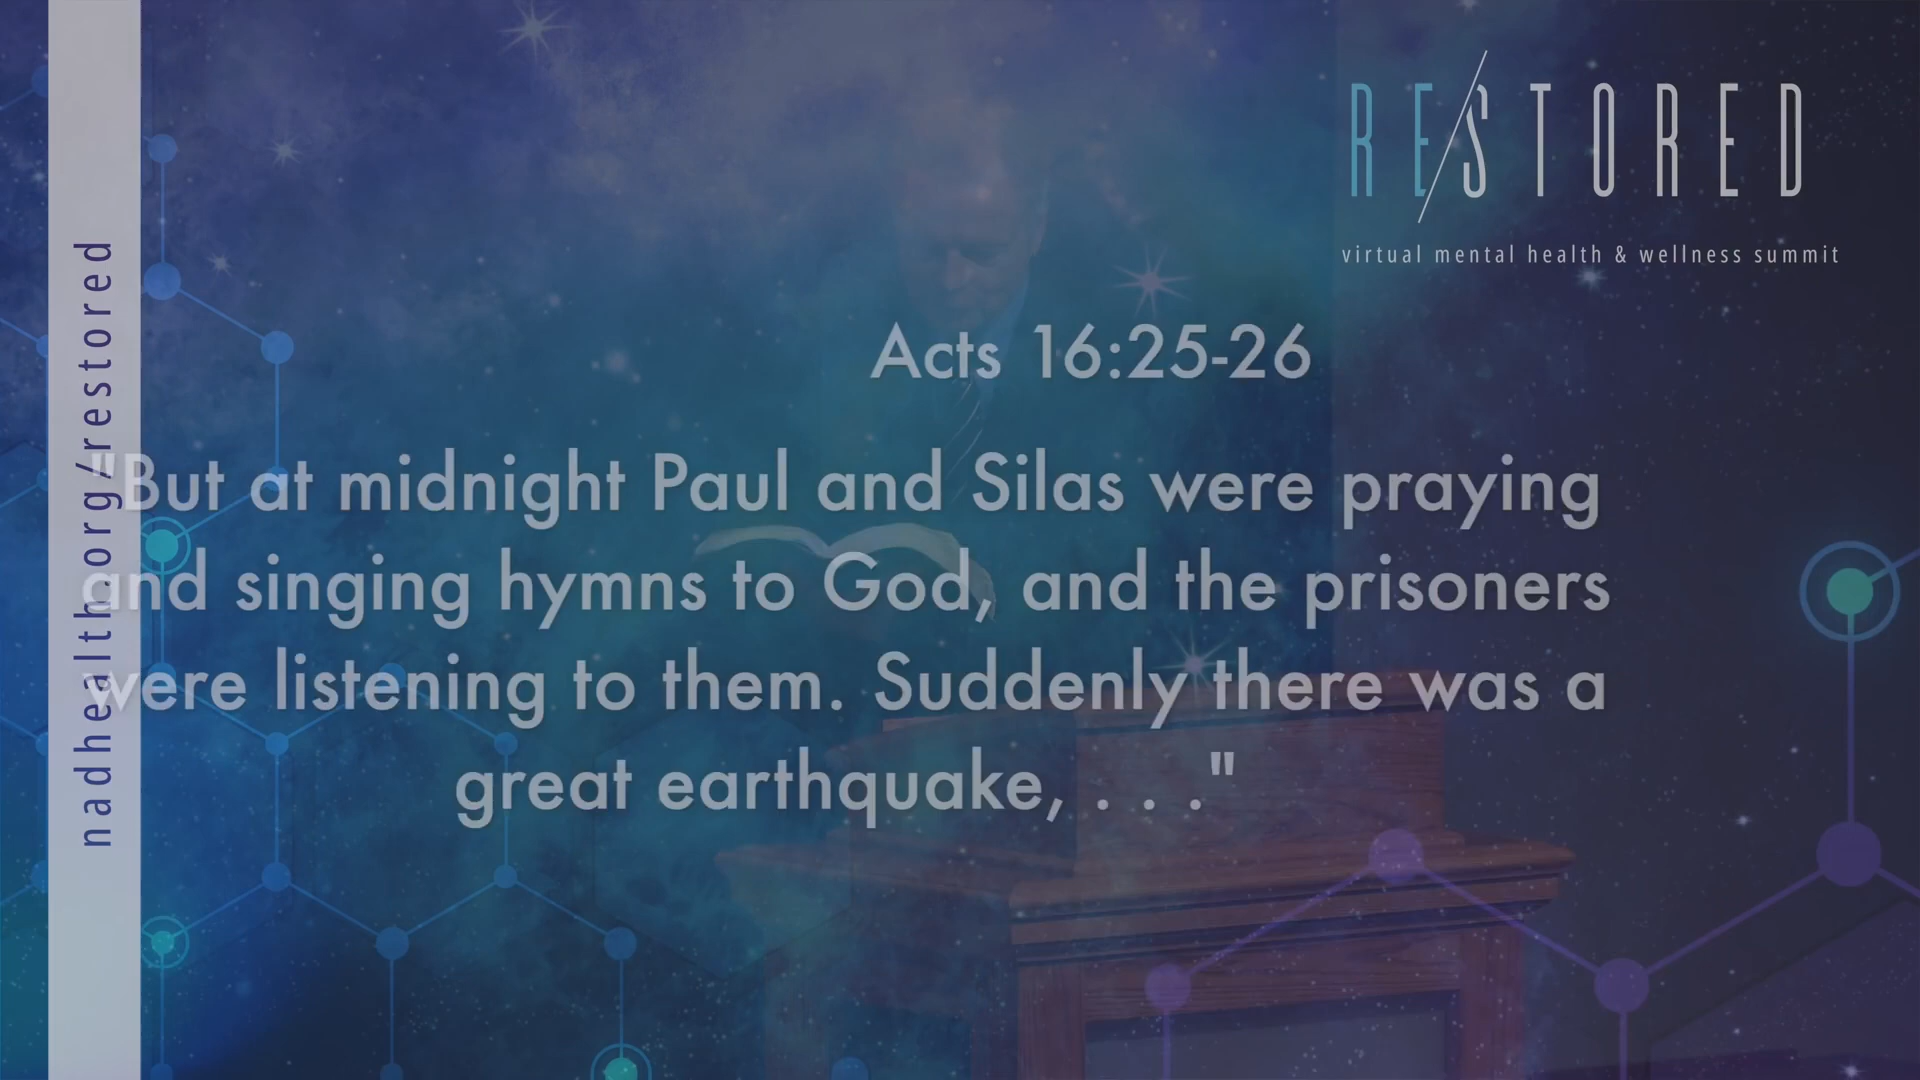 RESTORED
virtual mental health & wellness summit
nadhealth.org/restored
Acts 16:25-26
"But at midnight Paul and Silas were praying
and singing hymns to God, and the prisoners
were listening to them. Suddenly there was a
great earthquake, . . ."